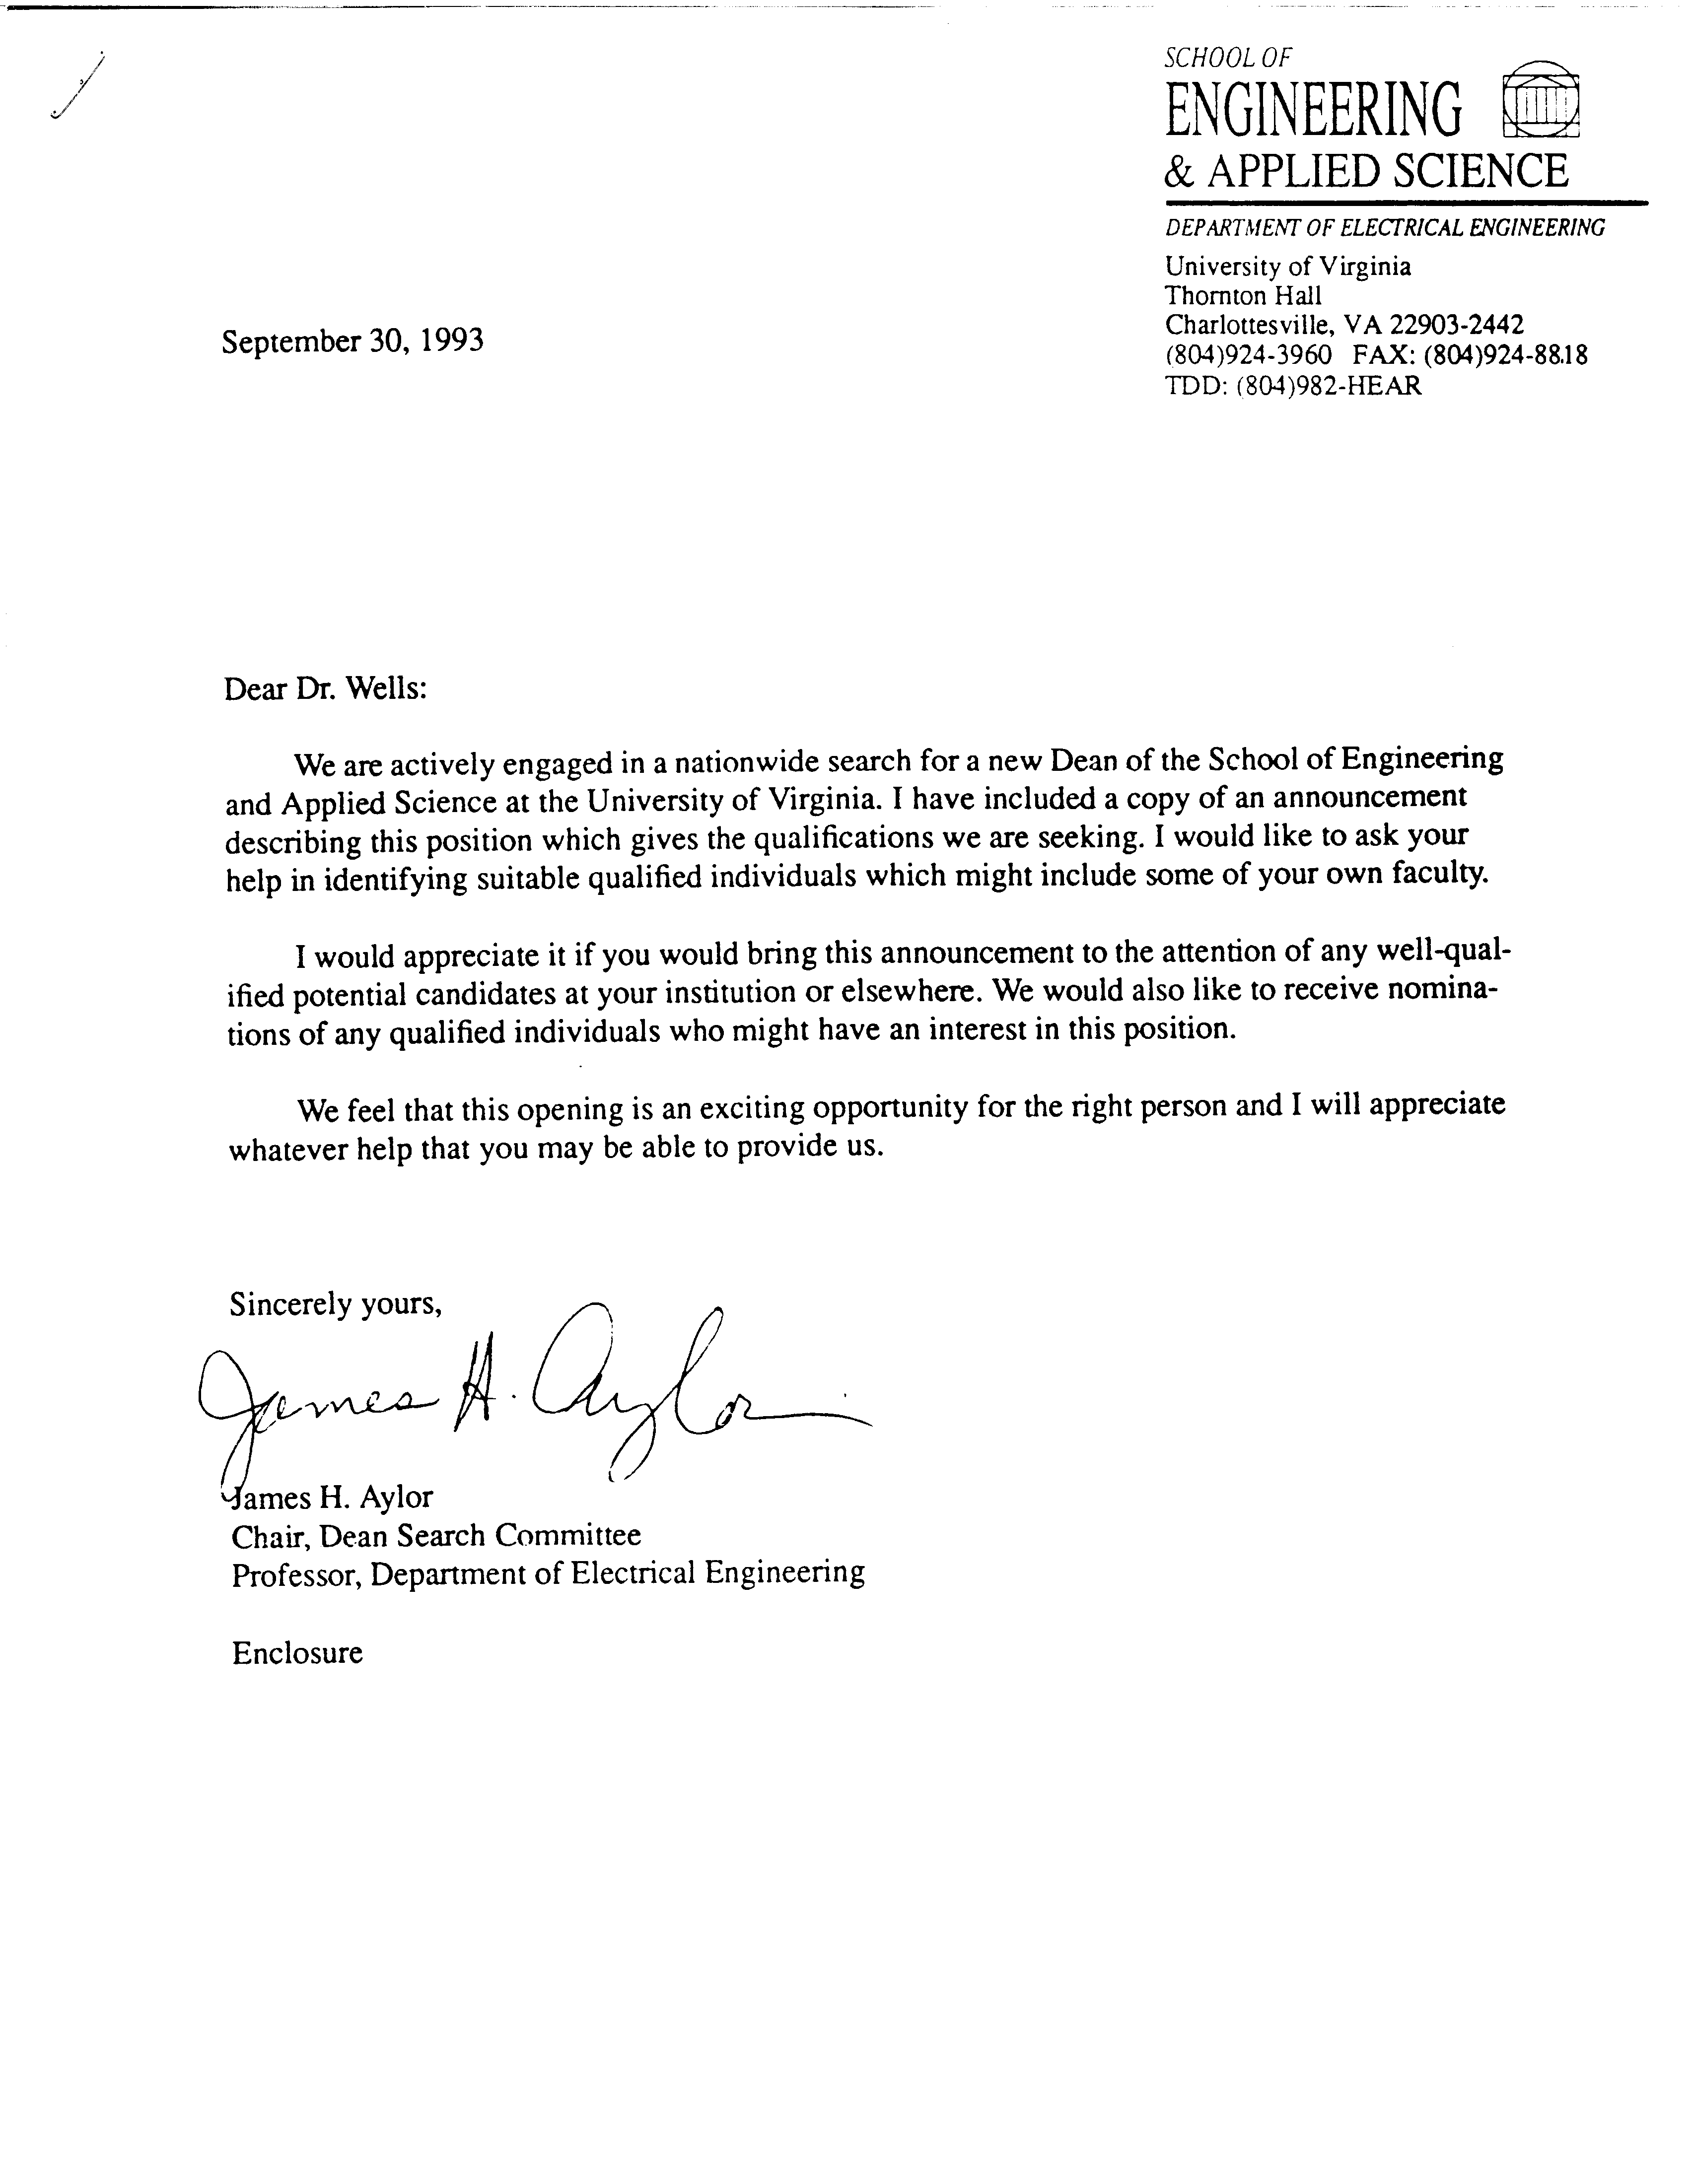 SCHOOL OF
ENGINEERING
& APPLIED SCIENCE
DEPARTMENT OF ELECTRICAL ENGINEERING
University of Virginia
Thornton Hall
Charlottesville, VA 22903-2442
(804)924-3960 FAX: (804)924-8818
TDD: (804)982-HEAR
September 30, 1993
Dear Dr. Wells:
We are actively engaged in a nationwide search for a new Dean of the School of Engineering
and Applied Science at the University of Virginia. I have included a copy of an announcement
describing this position which gives the qualifications we are seeking. I would like to ask your
help in identifying suitable qualified individuals which might include some of your own faculty.
I would appreciate it if you would bring this announcement to the attention of any well-qual-
ified potential candidates at your institution or elsewhere. We would also like to receive nomina-
tions of any qualified individuals who might have an interest in this position.
We feel that this opening is an exciting opportunity for the right person and I will appreciate
whatever help that you may be able to provide us.
Sincerely yours,
James H. Aylor
James H. Aylor
Chair, Dean Search Committee
Professor, Department of Electrical Engineering
Enclosure